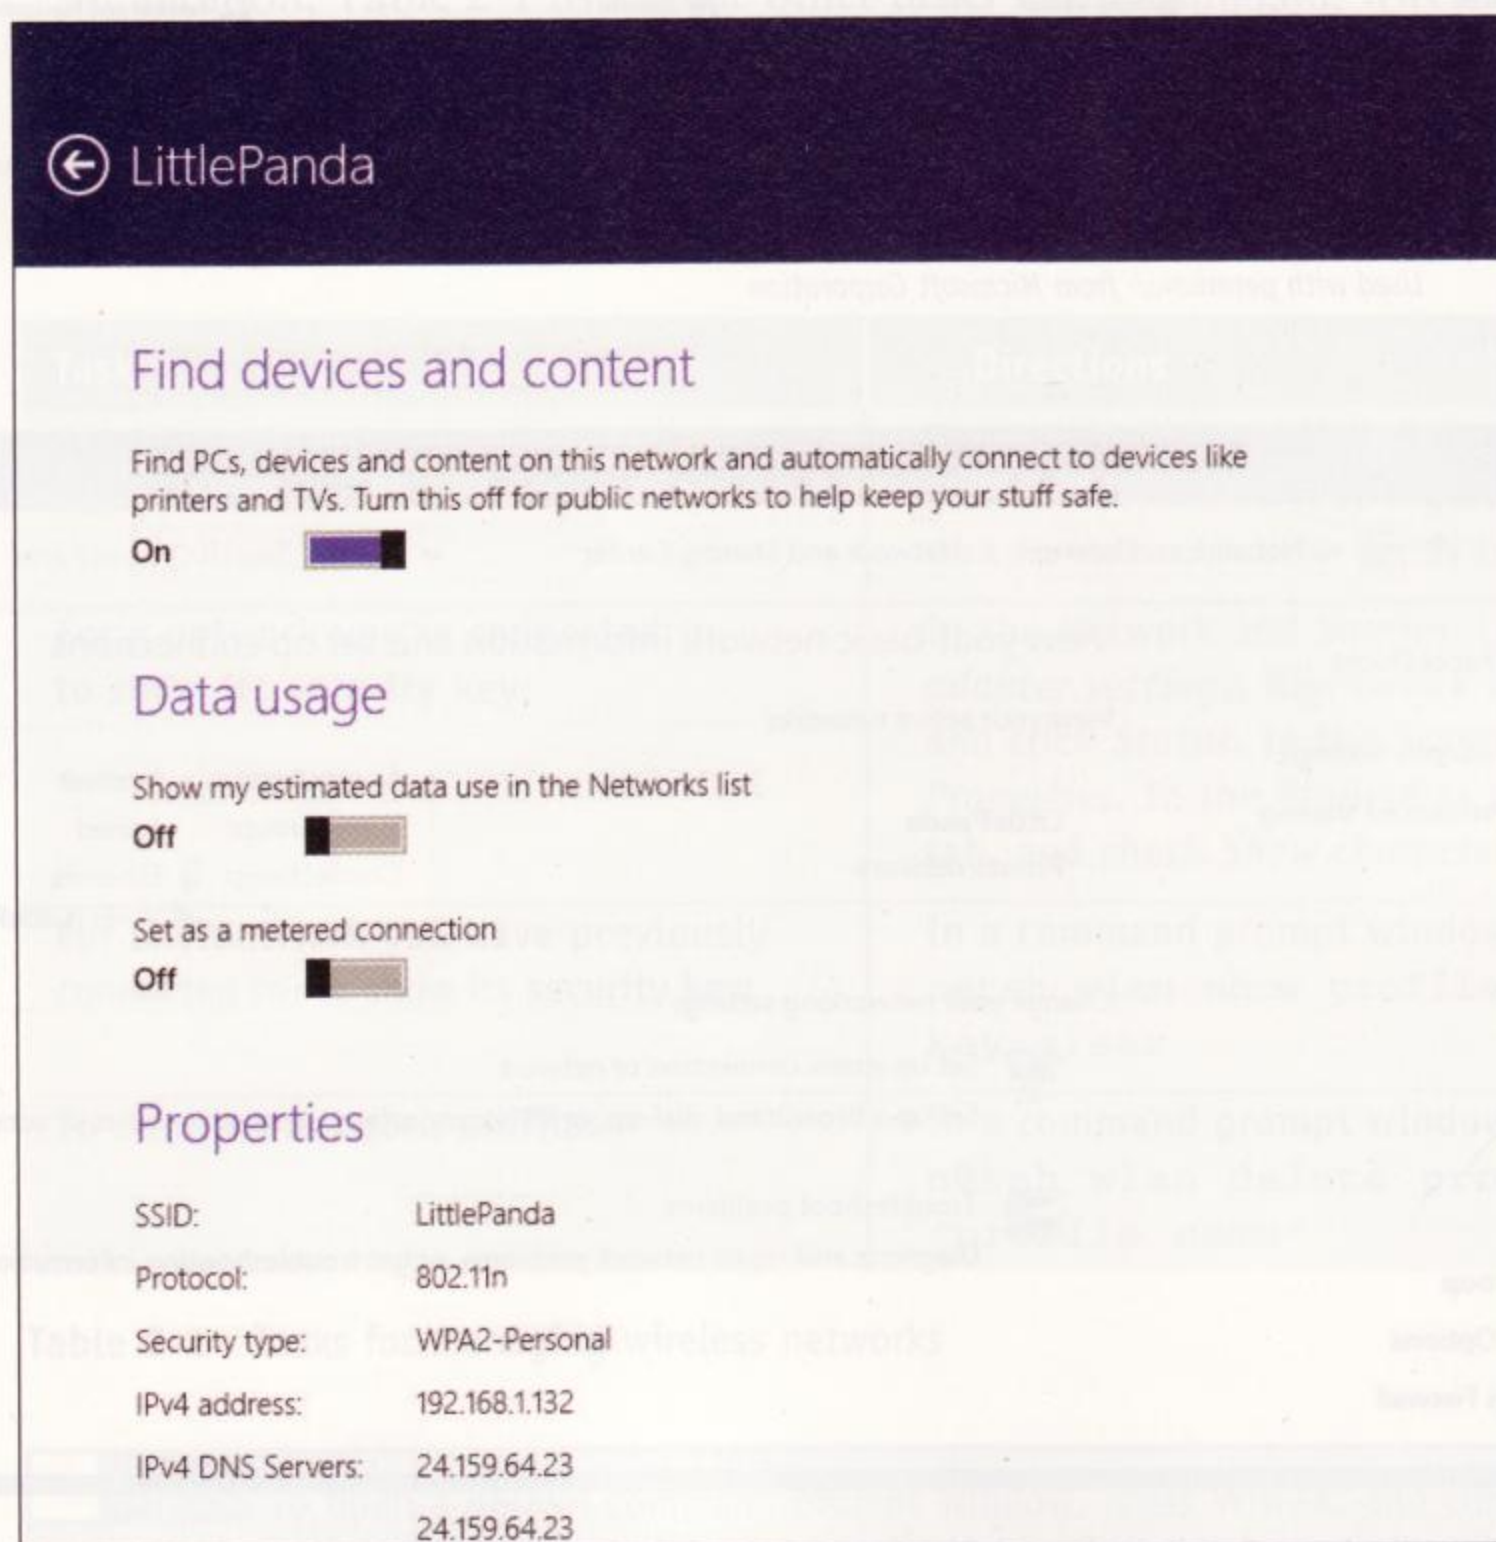 LittlePanda
Find devices and content
Find PCs, devices and content on this network and automatically connect to devices like
printers and TVs. Turn this off for public networks to help keep your stuff safe.
On
Data usage
Show my estimated data use in the Networks list
Off
Set as a metered connection
Off
Properties
SSID: LittlePanda
Protocol: 802.11n
Security type: WPA2-Personal
IPv4 address: 192.168.1.132
IPv4 DNS Servers: 24.159.64.23
24.159.64.23